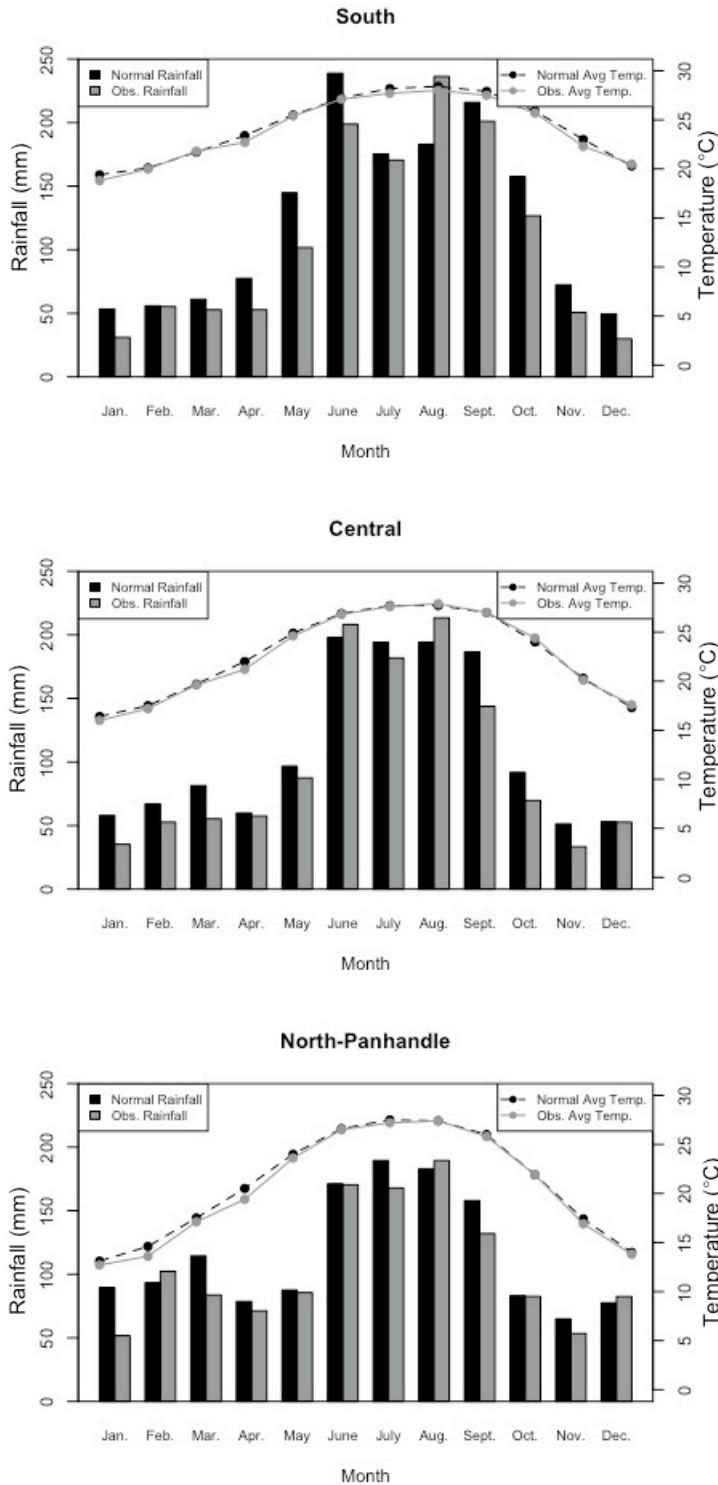 South
Normal Rainfall
Obs. Rainfall
Normal Avg Temp.
Obs. Avg Temp.
Rainfall (mm)
0 50 100 150 200 250
Temperature (°C)
0 5 10 15 20 25 30
Jan. Feb. Mar. Apr. May June July Aug. Sept. Oct. Nov. Dec.
Month
Central
Normal Rainfall
Obs. Rainfall
Normal Avg Temp.
Obs. Avg Temp.
Rainfall (mm)
0 50 100 150 200 250
Temperature (°C)
0 5 10 15 20 25 30
Jan. Feb. Mar. Apr. May June July Aug. Sept. Oct. Nov. Dec.
Month
North-Panhandle
Normal Rainfall
Obs. Rainfall
Normal Avg Temp.
Obs. Avg Temp.
Rainfall (mm)
0 50 100 150 200 250
Temperature (°C)
0 5 10 15 20 25 30
Jan. Feb. Mar. Apr. May June July Aug. Sept. Oct. Nov. Dec.
Month